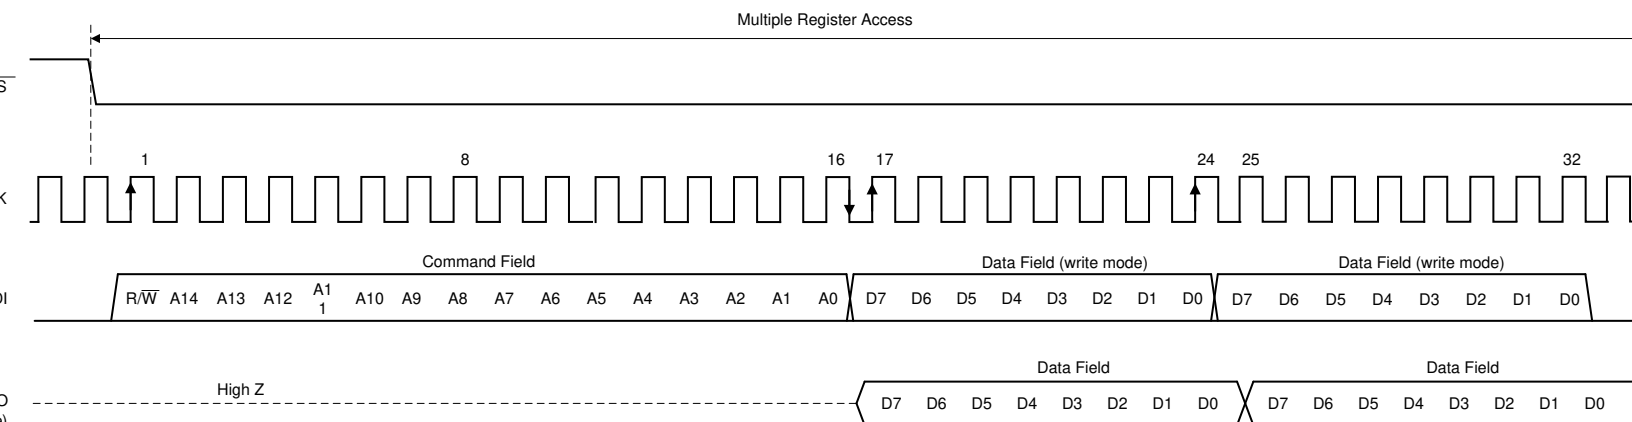 Multiple Register Access
S
1 8 16 17 24 25 32
K
Command Field Data Field (write mode) Data Field (write mode)
DI R/W A14 A13 A12 A1 A10 A9 A8 A7 A6 A5 A4 A3 A2 A1 A0 D7 D6 D5 D4 D3 D2 D1 D0 D7 D6 D5 D4 D3 D2 D1 D0
1
Data Field Data Field
High Z
O D7 D6 D5 D4 D3 D2 D1 D0 D7 D6 D5 D4 D3 D2 D1 D0